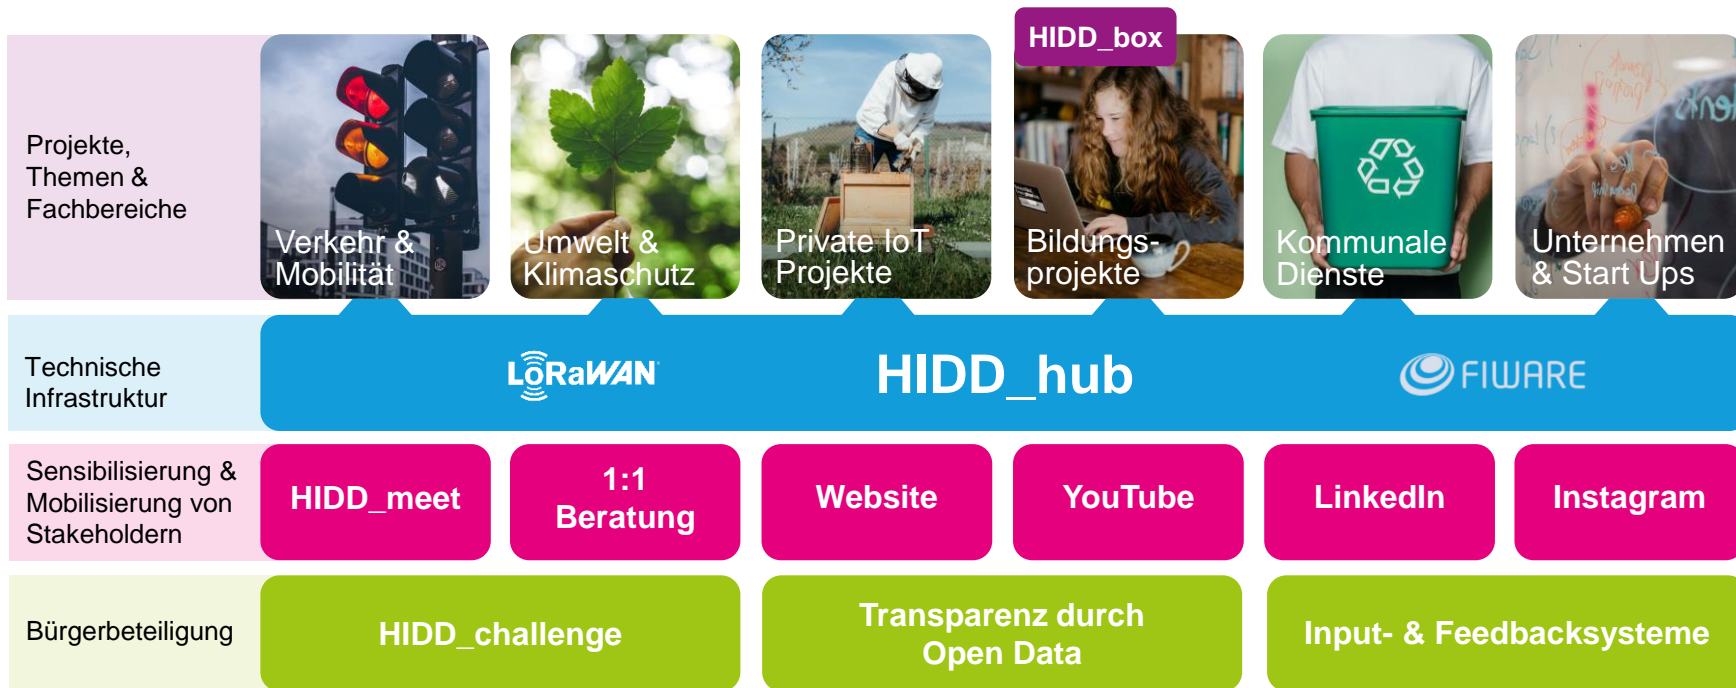 HIDD_box
Projekte,
Themen &
Fachbereiche
Verkehr &
Mobilität
Umwelt &
Klimaschutz
Private IoT
Projekte
Bildungs-
projekte
Kommunale
Dienste
Unternehmen
& Start Ups
Technische
Infrastruktur
LoRaWAN
HIDD_hub
FIWARE
Sensibilisierung &
Mobilisierung von
Stakeholdern
HIDD_meet
1:1
Beratung
Website
YouTube
LinkedIn
Instagram
Bürgerbeteiligung
HIDD_challenge
Transparenz durch
Open Data
Input- & Feedbacksysteme